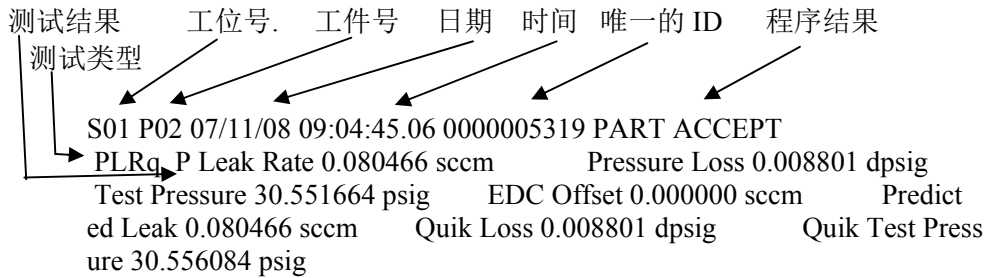 测试结果 工位号. 工件号 日期 时间 唯一的 ID 程序结果
测试类型
S01 P02 07/11/08 09:04:45.06 0000005319 PART ACCEPT
PLRq P Leak Rate 0.080466 sccm Pressure Loss 0.008801 dpsig
Test Pressure 30.551664 psig EDC Offset 0.000000 sccm Predict
ed Leak 0.080466 sccm Quik Loss 0.008801 dpsig Quik Test Press
ure 30.556084 psig